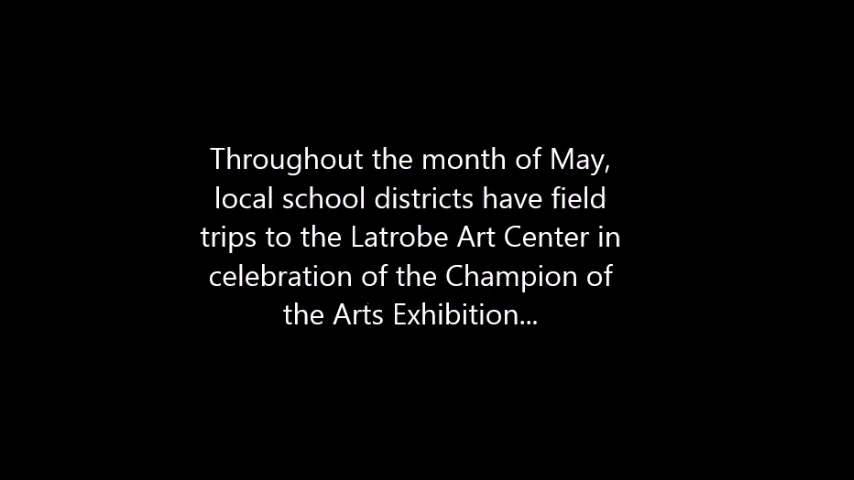 Throughout the month of May,
local school districts have field
trips to the Latrobe Art Center in
celebration of the Champion of
the Arts Exhibition...